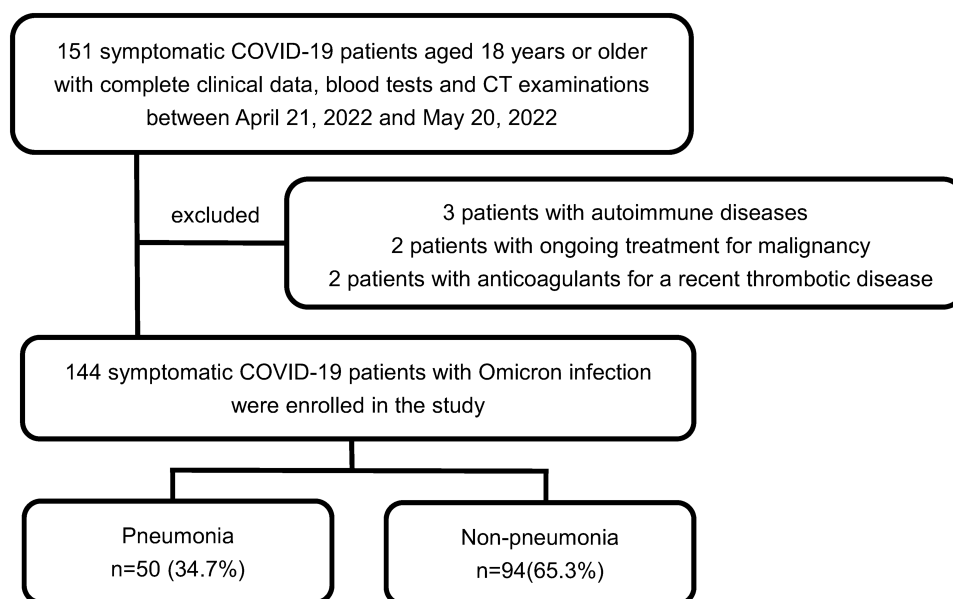 151 symptomatic COVID-19 patients aged 18 years or older
with complete clinical data, blood tests and CT examinations
between April 21, 2022 and May 20, 2022
excluded
3 patients with autoimmune diseases
2 patients with ongoing treatment for malignancy
2 patients with anticoagulants for a recent thrombotic disease
144 symptomatic COVID-19 patients with Omicron infection
were enrolled in the study
Pneumonia
n=50 (34.7%)
Non-pneumonia
n=94(65.3%)